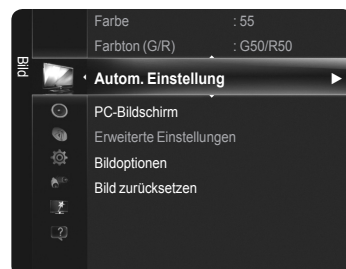 Bild
Farbe : 55
Farbton (G/R) : G50/R50
Autom. Einstellung
PC-Bildschirm
Erweiterte Einstellungen
Bildoptionen
Bild zurücksetzen